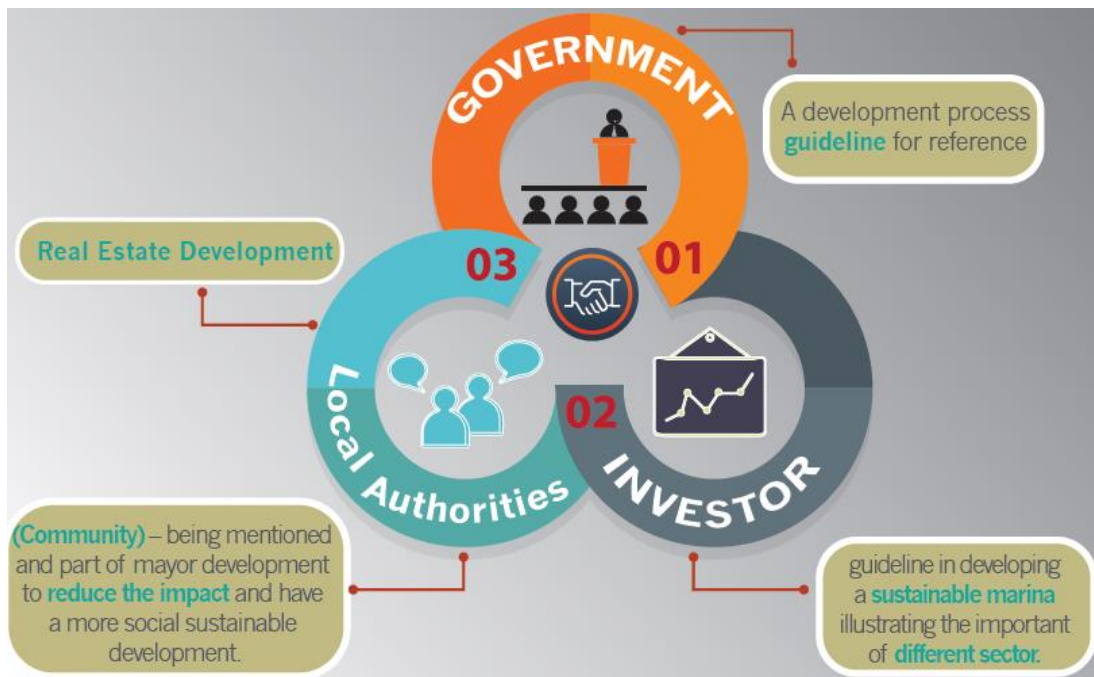 GOVERNMENT
A development process
guideline for reference
Real Estate Development
03
01
02
Local Authorities
INVESTOR
(Community) – being mentioned
and part of mayor development
to reduce the impact and have
a more social sustainable
development.
guideline in developing
a sustainable marina
illustrating the important
of different sector.